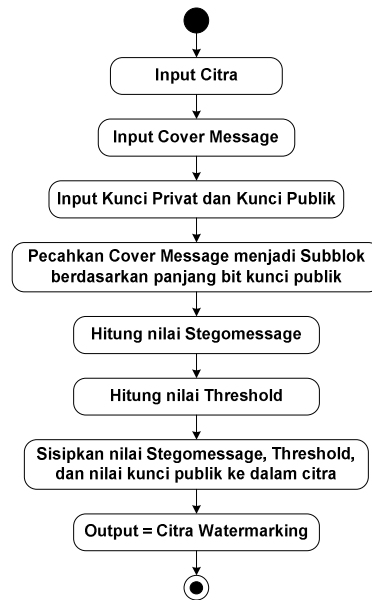 Input Citra
Input Cover Message
Input Kunci Privat dan Kunci Publik
Pecahkan Cover Message menjadi Subblok
berdasarkan panjang bit kunci publik
Hitung nilai Stegomessage
Hitung nilai Threshold
Sisipkan nilai Stegomessage, Threshold,
dan nilai kunci publik ke dalam citra
Output = Citra Watermarking